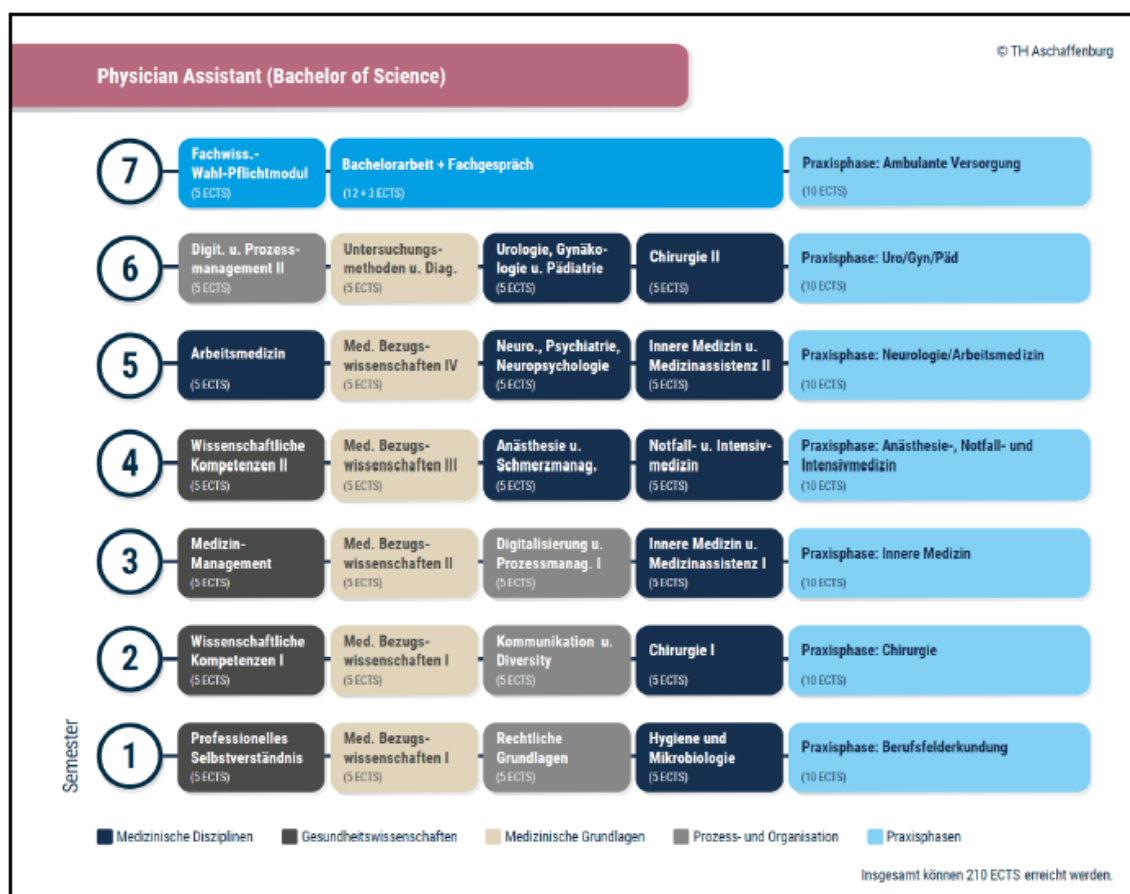 © TH Aschaffenburg
Physician Assistant (Bachelor of Science)
7
Fachwiss.-
Wahl-Pflichtmodul
(5 ECTS)
Bachelorarbeit + Fachgespräch
(12 + 3 ECTS)
Praxisphase: Ambulante Versorgung
(10 ECTS)
6
Digit. u. Prozess-
management II
(5 ECTS)
Untersuchungs-
methoden u. Diag.
(5 ECTS)
Urologie, Gynäko-
logie u. Pädiatrie
(5 ECTS)
Chirurgie II
(5 ECTS)
Praxisphase: Uro/Gyn/Päd
(10 ECTS)
5
Arbeitsmedizin
(5 ECTS)
Med. Bezugs-
wissenschaften IV
(5 ECTS)
Neuro., Psychiatrie,
Neuropsychologie
(5 ECTS)
Innere Medizin u.
Medizinassistenz II
(5 ECTS)
Praxisphase: Neurologie/Arbeitsmedizin
(10 ECTS)
4
Wissenschaftliche
Kompetenzen II
(5 ECTS)
Med. Bezugs-
wissenschaften III
(5 ECTS)
Anästhesie u.
Schmerzmanag.
(5 ECTS)
Notfall- u. Intensiv-
medizin
(5 ECTS)
Praxisphase: Anästhesie-, Notfall- und
Intensivmedizin
(10 ECTS)
3
Medizin-
Management
(5 ECTS)
Med. Bezugs-
wissenschaften II
(5 ECTS)
Digitalisierung u.
Prozessmanag. I
(5 ECTS)
Innere Medizin u.
Medizinassistenz I
(5 ECTS)
Praxisphase: Innere Medizin
(10 ECTS)
2
Wissenschaftliche
Kompetenzen I
(5 ECTS)
Med. Bezugs-
wissenschaften I
(5 ECTS)
Kommunikation u.
Diversity
(5 ECTS)
Chirurgie I
(5 ECTS)
Praxisphase: Chirurgie
(10 ECTS)
Semester
1
Professionelles
Selbstverständnis
(5 ECTS)
Med. Bezugs-
wissenschaften I
(5 ECTS)
Rechtliche
Grundlagen
(5 ECTS)
Hygiene und
Mikrobiologie
(5 ECTS)
Praxisphase: Berufsfelderkundung
(10 ECTS)
Medizinische Disziplinen
Gesundheitswissenschaften
Medizinische Grundlagen
Prozess- und Organisation
Praxisphasen
Insgesamt können 210 ECTS erreicht werden.